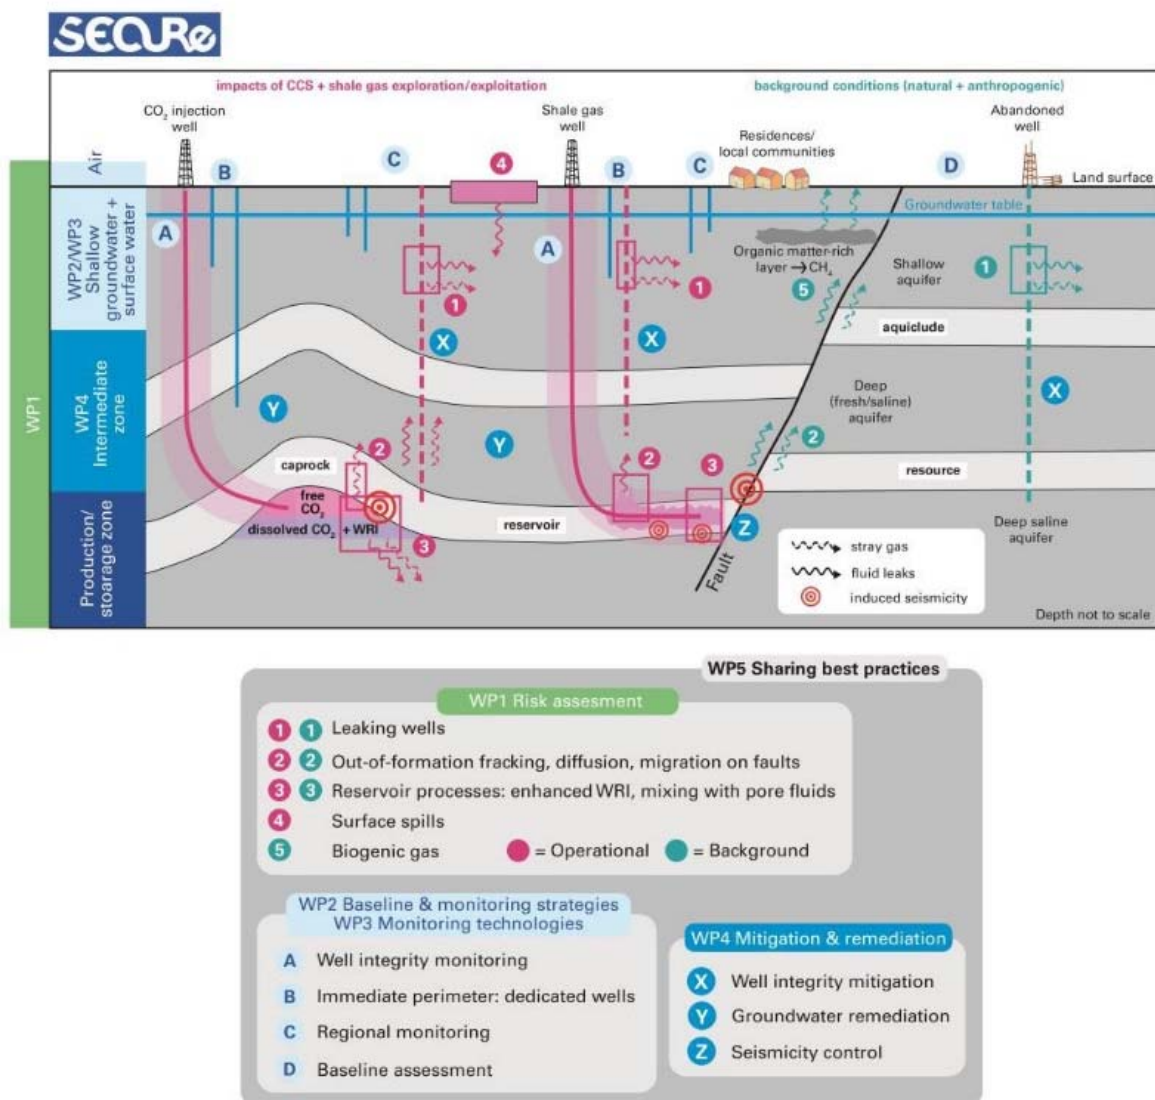 SECURe
impacts of CCS + shale gas exploration/exploitation
background conditions (natural + anthropogenic)
CO2 injection
well
Shale gas
well
Residences/
local communities
Abandoned
well
Air
B
C
4
B
C
D
Land surface
Groundwater table
WP1
WP2/WP3
Shallow
groundwater +
surface water
A
A
Organic matter-rich
layer → CH4
5
Shallow
aquifer
1
1
1
aquiclude
X
X
WP4
Intermediate
zone
Y
Y
Deep
(fresh/saline)
aquifer
X
2
2
2
3
caprock
resource
free
CO2
dissolved CO2 + WRI
reservoir
3
Z
Deep saline
aquifer
Production/
stoarage zone
Fault
stray gas
fluid leaks
induced seismicity
Depth not to scale
WP5 Sharing best practices
WP1 Risk assesment
1 1 Leaking wells
2 2 Out-of-formation fracking, diffusion, migration on faults
3 3 Reservoir processes: enhanced WRI, mixing with pore fluids
4 Surface spills
5 Biogenic gas = Operational = Background
WP2 Baseline & monitoring strategies
WP3 Monitoring technologies
A Well integrity monitoring
B Immediate perimeter: dedicated wells
C Regional monitoring
D Baseline assessment
WP4 Mitigation & remediation
X Well integrity mitigation
Y Groundwater remediation
Z Seismicity control